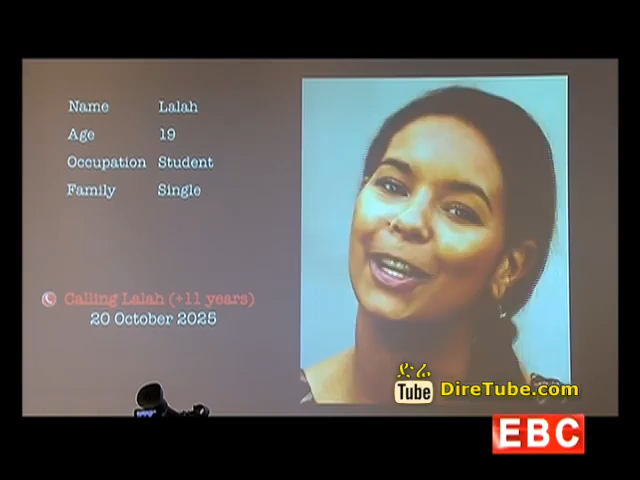 Name Lalah
Age 19
Occupation Student
Family Single
Calling Lalah (+11 years)
20 October 2025
ድሬ
Tube DireTube.com
EBC